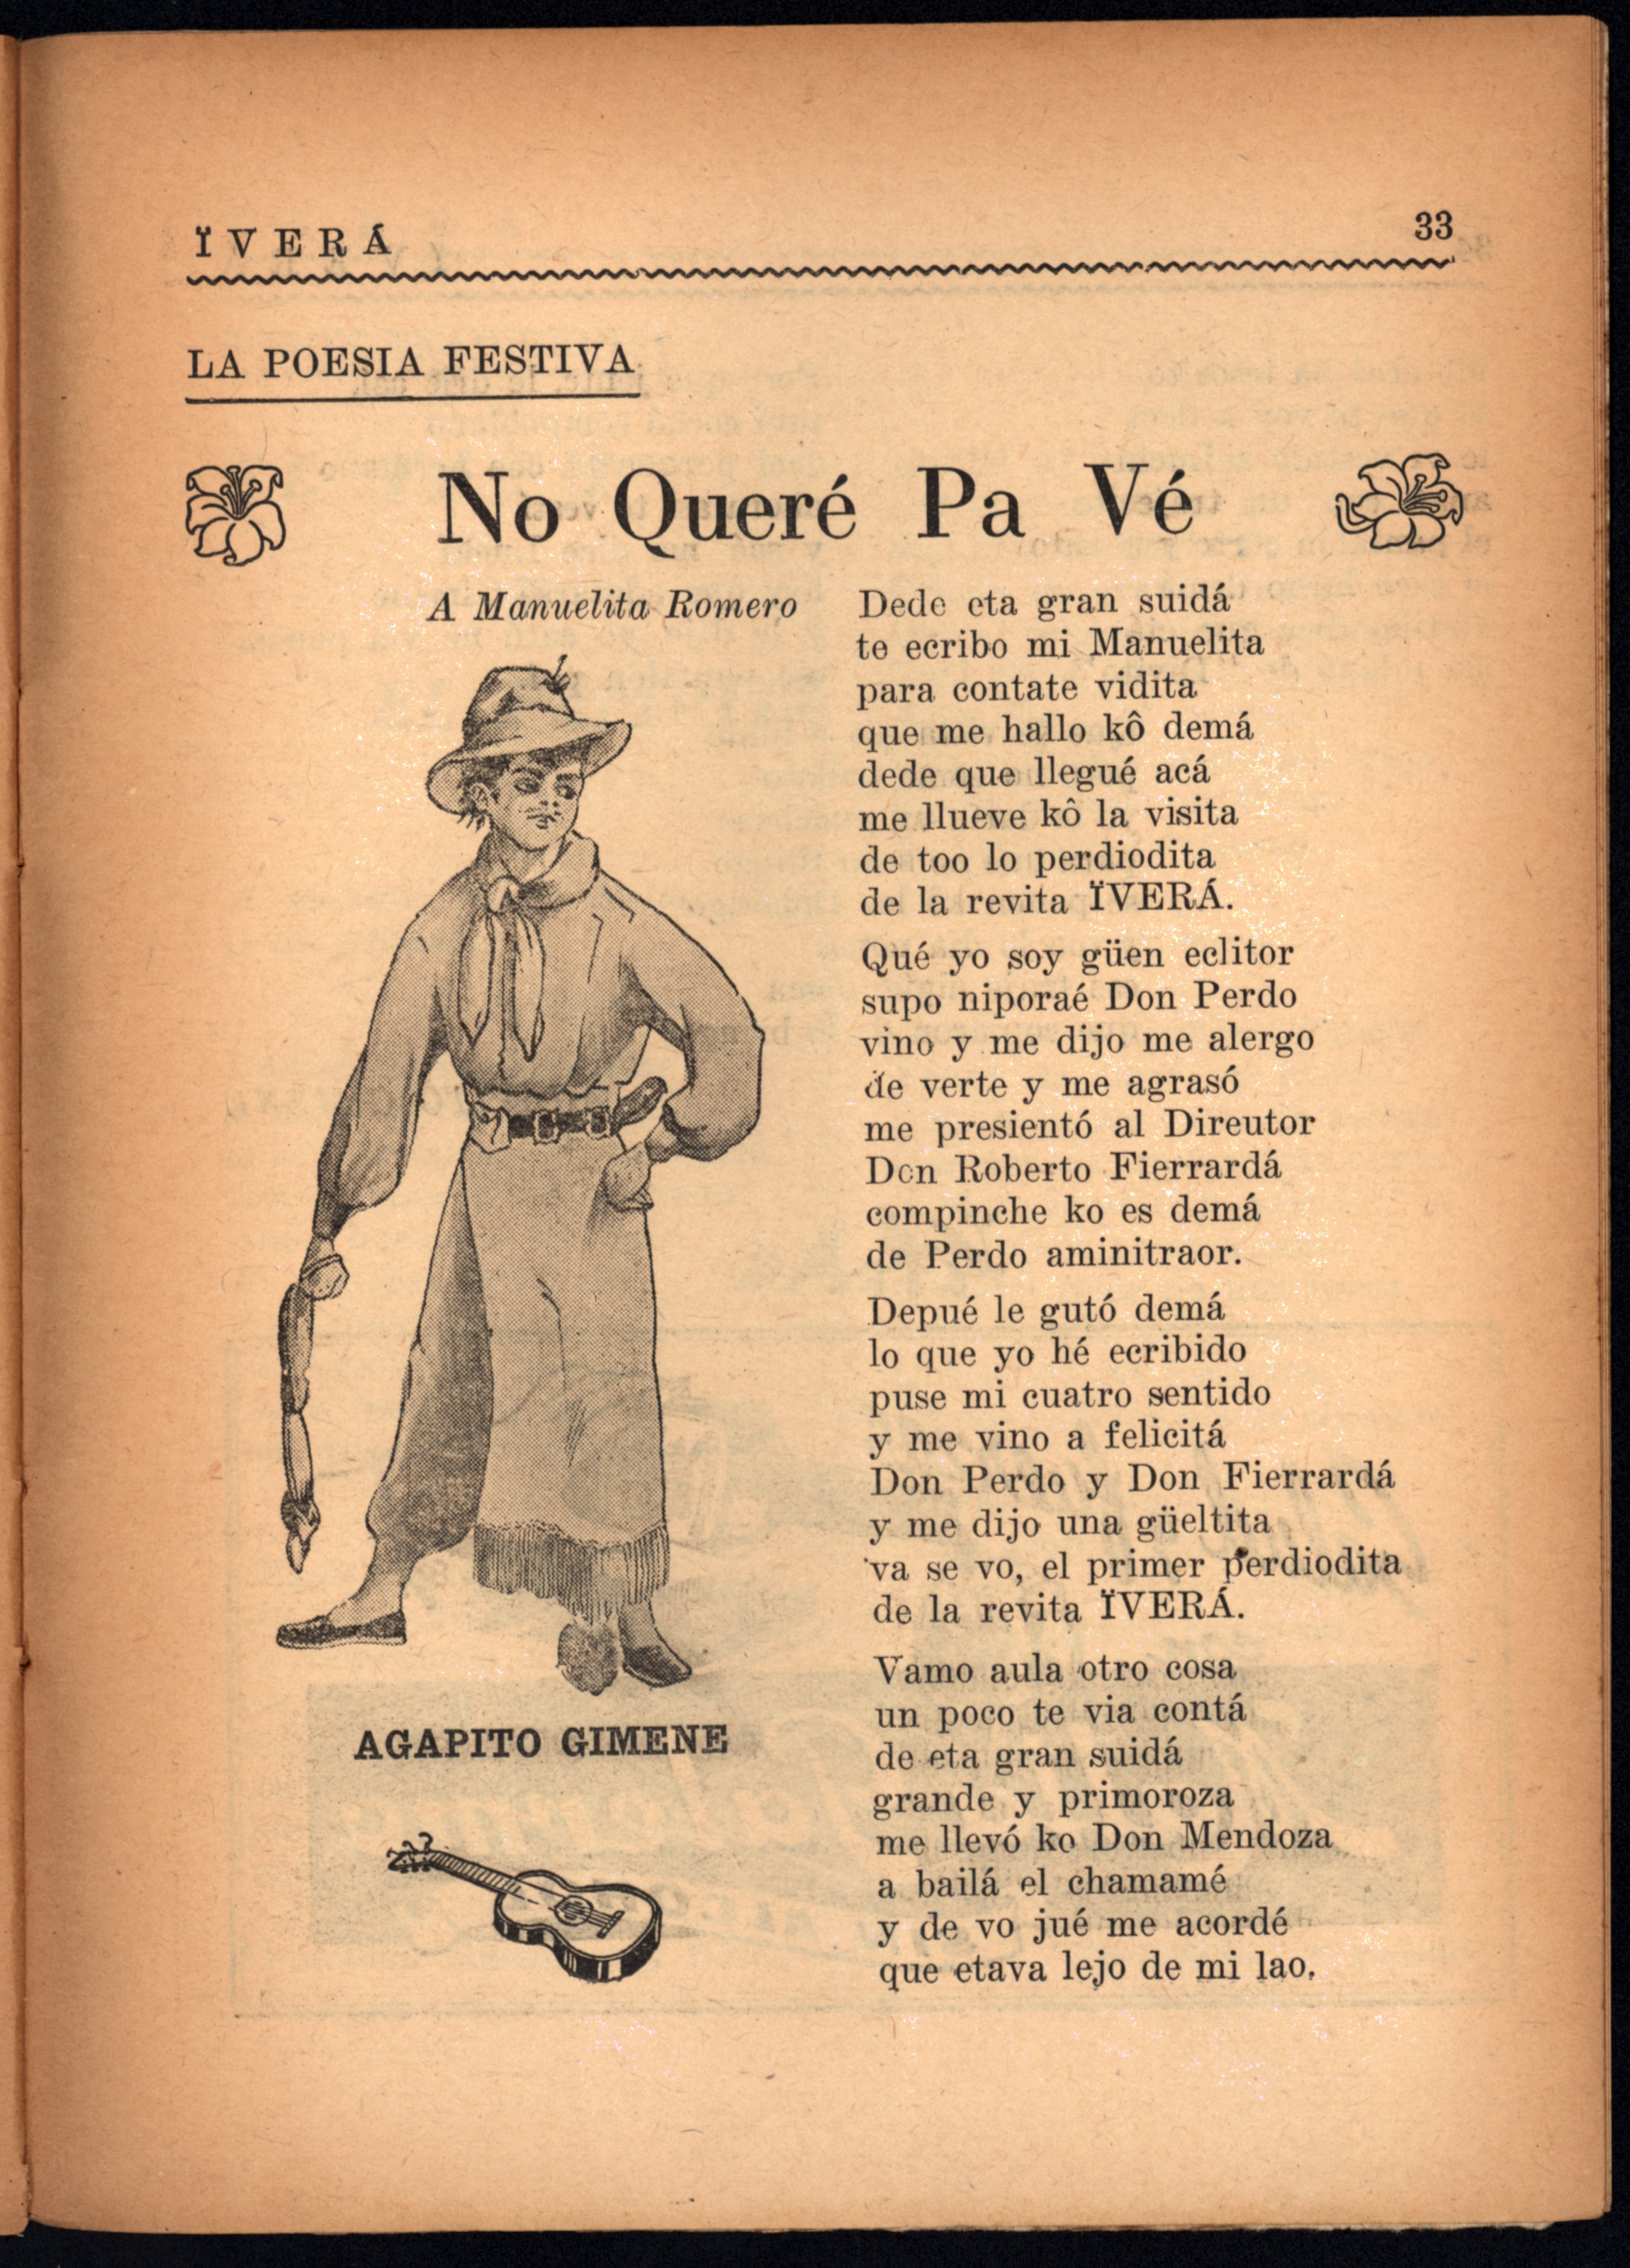 ÏVERÁ
33
LA POESIA FESTIVA
No Queré Pa Vé
A Manuelita Romero
AGAPITO GIMENE
Dede eta gran suidá
te ecribo mi Manuelita
para contate vidita
que me hallo kô demá
dede que llegué acá
me llueve kô la visita
de too lo perdiodita
de la revita ÏVERÁ.
Qué yo soy güen eclitor
supo niporaé Don Perdo
vino y me dijo me alergo
de verte y me agrasó
me presientó al Direutor
Don Roberto Fierrardá
compinche ko es demá
de Perdo aminitraor.
Depué le gutó demá
lo que yo hé ecribido
puse mi cuatro sentido
y me vino a felicitá
Don Perdo y Don Fierrardá
y me dijo una güeltita
va se vo, el primer perdiodita
de la revita ÏVERÁ.
Vamo aula otro cosa
un poco te via contá
de eta gran suidá
grande y primoroza
me llevó ko Don Mendoza
a bailá el chamamé
y de vo jué me acordé
que etava lejo de mi lao.